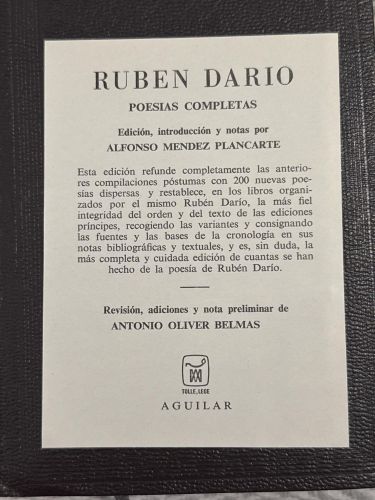 RUBEN DARIO
POESIAS COMPLETAS
Edición, introducción y notas por
ALFONSO MENDEZ PLANCARTE
Esta edición refunde completamente las anterio-
res compilaciones póstumas con 200 nuevas poe-
sías dispersas y restablece, en los libros organi-
zados por el mismo Rubén Darío, la más fiel
integridad del orden y del texto de las ediciones
príncipes, recogiendo las variantes y consignando
las fuentes y las bases de la cronología en sus
notas bibliográficas y textuales, y es, sin duda, la
más completa y cuidada edición de cuantas se han
hecho de la poesía de Rubén Darío.
Revisión, adiciones y nota preliminar de
ANTONIO OLIVER BELMAS
TOLLE, LEGE
AGUILAR